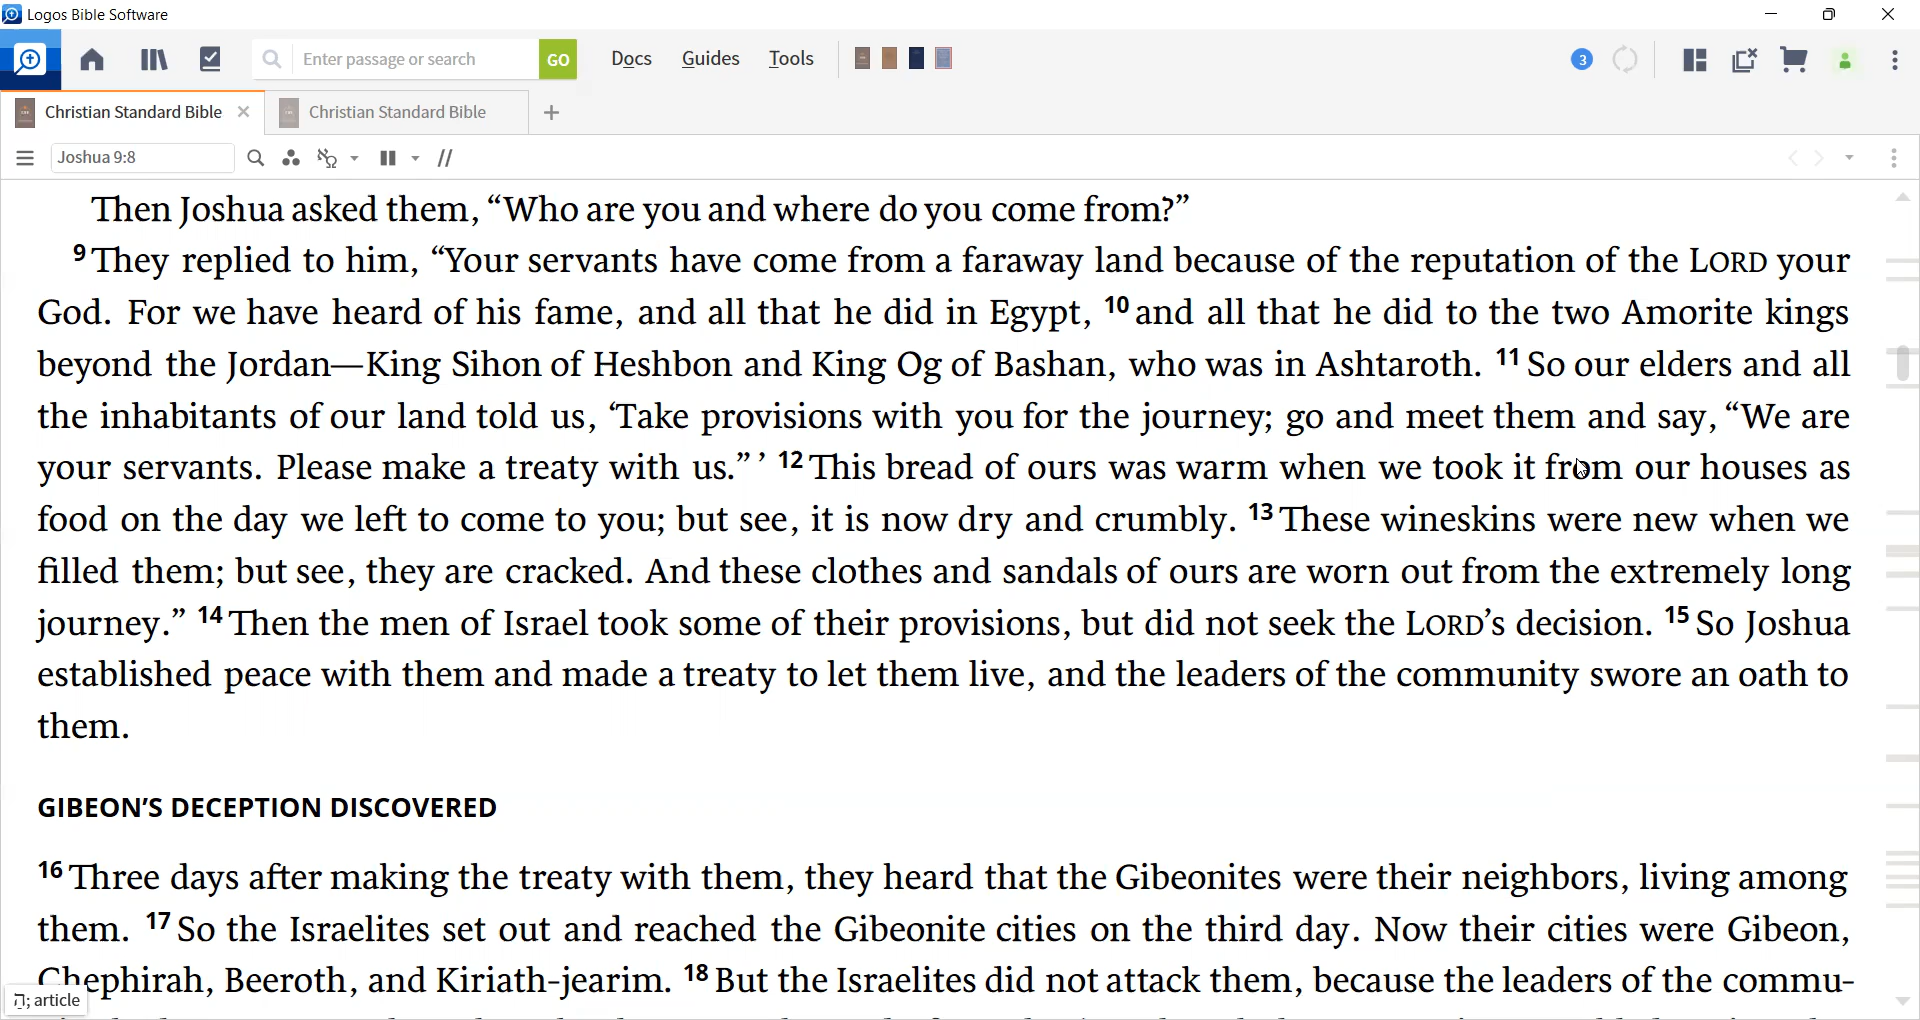 Logos Bible Software
Enter passage or search GO Docs Guides Tools 3
Christian Standard Bible Christian Standard Bible
Joshua 9:8
Then Joshua asked them, “Who are you and where do you come from?”
9 They replied to him, “Your servants have come from a faraway land because of the reputation of the LORD your
God. For we have heard of his fame, and all that he did in Egypt, 10 and all that he did to the two Amorite kings
beyond the Jordan—King Sihon of Heshbon and King Og of Bashan, who was in Ashtaroth. 11 So our elders and all
the inhabitants of our land told us, ‘Take provisions with you for the journey; go and meet them and say, “We are
your servants. Please make a treaty with us.” ’ 12 This bread of ours was warm when we took it from our houses as
food on the day we left to come to you; but see, it is now dry and crumbly. 13 These wineskins were new when we
filled them; but see, they are cracked. And these clothes and sandals of ours are worn out from the extremely long
journey.” 14 Then the men of Israel took some of their provisions, but did not seek the LORD’s decision. 15 So Joshua
established peace with them and made a treaty to let them live, and the leaders of the community swore an oath to
them.
GIBEON’S DECEPTION DISCOVERED
16 Three days after making the treaty with them, they heard that the Gibeonites were their neighbors, living among
them. 17 So the Israelites set out and reached the Gibeonite cities on the third day. Now their cities were Gibeon,
Chephirah, Beeroth, and Kiriath-jearim. 18 But the Israelites did not attack them, because the leaders of the commu-
ה; article